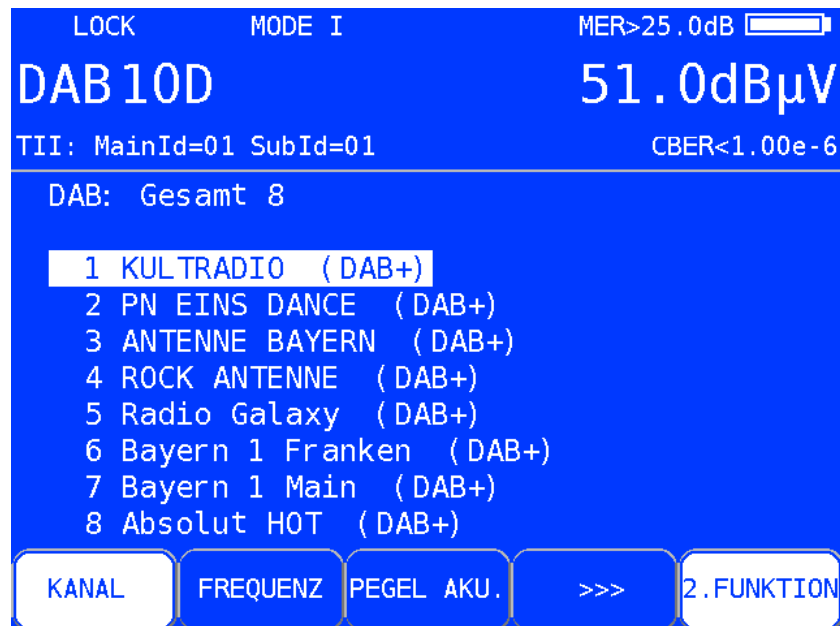 LOCK MODE I MER>25.0dB
DAB10D 51.0dBµV
TII: MainId=01 SubId=01 CBER<1.00e-6
DAB: Gesamt 8
1 KULTRADIO (DAB+)
2 PN EINS DANCE (DAB+)
3 ANTENNE BAYERN (DAB+)
4 ROCK ANTENNE (DAB+)
5 Radio Galaxy (DAB+)
6 Bayern 1 Franken (DAB+)
7 Bayern 1 Main (DAB+)
8 Absolut HOT (DAB+)
KANAL FREQUENZ PEGEL AKU. >>> 2.FUNKTION